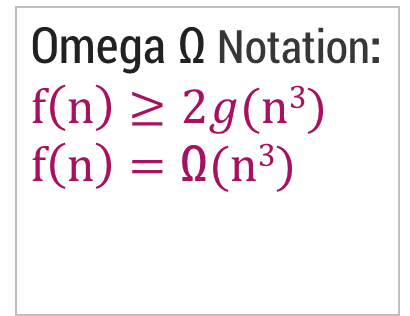 Omega Ω Notation:
f(n) ≥ 2g(n³)
f(n) = Ω(n³)